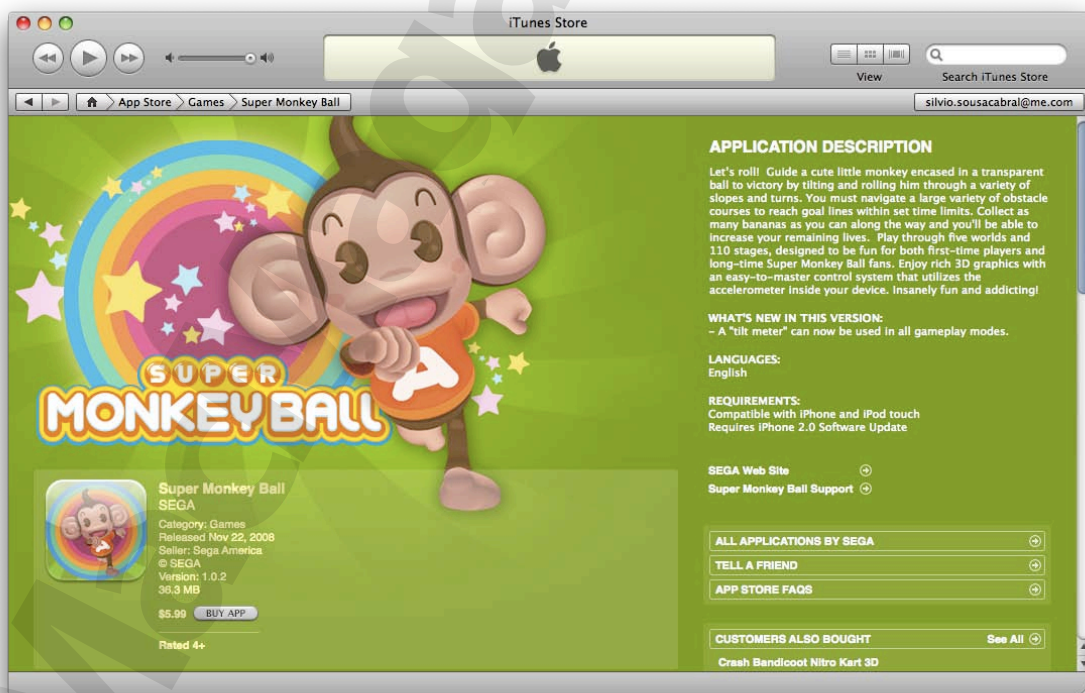 iTunes Store
View
Search iTunes Store
App Store
Games
Super Monkey Ball
silvio.sousacabral@me.com
SUPER
MONKEY BALL
A
Super Monkey Ball
SEGA
Category: Games
Released Nov 22, 2008
Seller: Sega America
© SEGA
Version: 1.0.2
36.3 MB
$5.99 BUY APP
Rated 4+
APPLICATION DESCRIPTION
Let's roll! Guide a cute little monkey encased in a transparent
ball to victory by tilting and rolling him through a variety of
slopes and turns. You must navigate a large variety of obstacle
courses to reach goal lines within set time limits. Collect as
many bananas as you can along the way and you'll be able to
increase your remaining lives. Play through five worlds and
110 stages, designed to be fun for both first-time players and
long-time Super Monkey Ball fans. Enjoy rich 3D graphics with
an easy-to-master control system that utilizes the
accelerometer inside your device. Insanely fun and addicting!
WHAT'S NEW IN THIS VERSION:
- A "tilt meter" can now be used in all gameplay modes.
LANGUAGES:
English
REQUIREMENTS:
Compatible with iPhone and iPod touch
Requires iPhone 2.0 Software Update
SEGA Web Site
Super Monkey Ball Support
ALL APPLICATIONS BY SEGA
TELL A FRIEND
APP STORE FAQS
CUSTOMERS ALSO BOUGHT See All
Crash Bandicoot Nitro Kart 3D